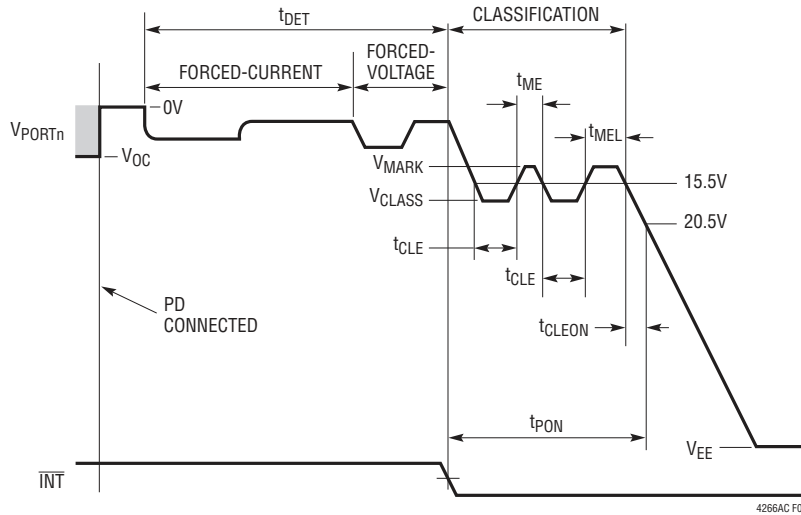 tDET
CLASSIFICATION
FORCED-CURRENT
FORCED-
VOLTAGE
tME
0V
VPORTn
VOC
tMEL
VMARK
15.5V
VCLASS
20.5V
tCLE
tCLE
PD
CONNECTED
tCLEON
tPON
VEE
INT
4266AC F0